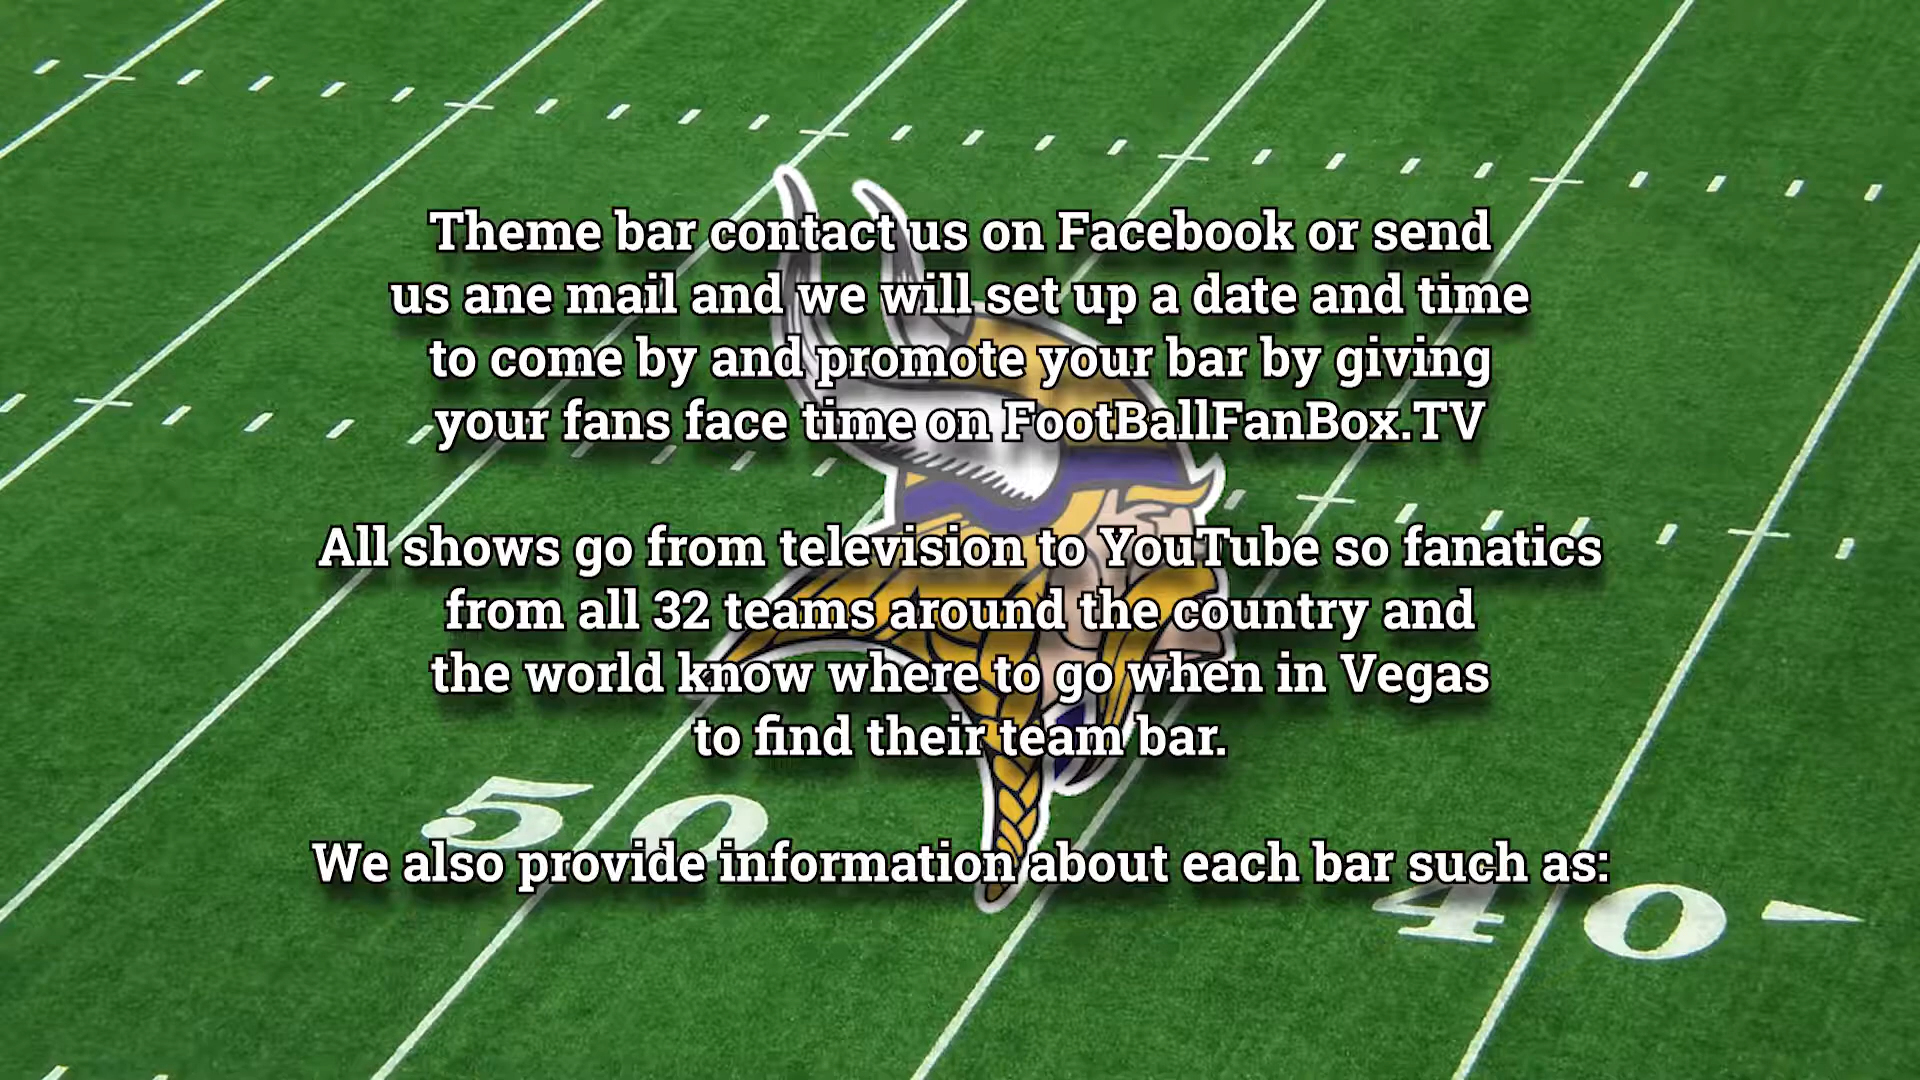 Theme bar contact us on Facebook or send
us ane mail and we will set up a date and time
to come by and promote your bar by giving
your fans face time on FootBallFanBox.TV
All shows go from television to YouTube so fanatics
from all 32 teams around the country and
the world know where to go when in Vegas
to find their team bar.
50
We also provide information about each bar such as:
40